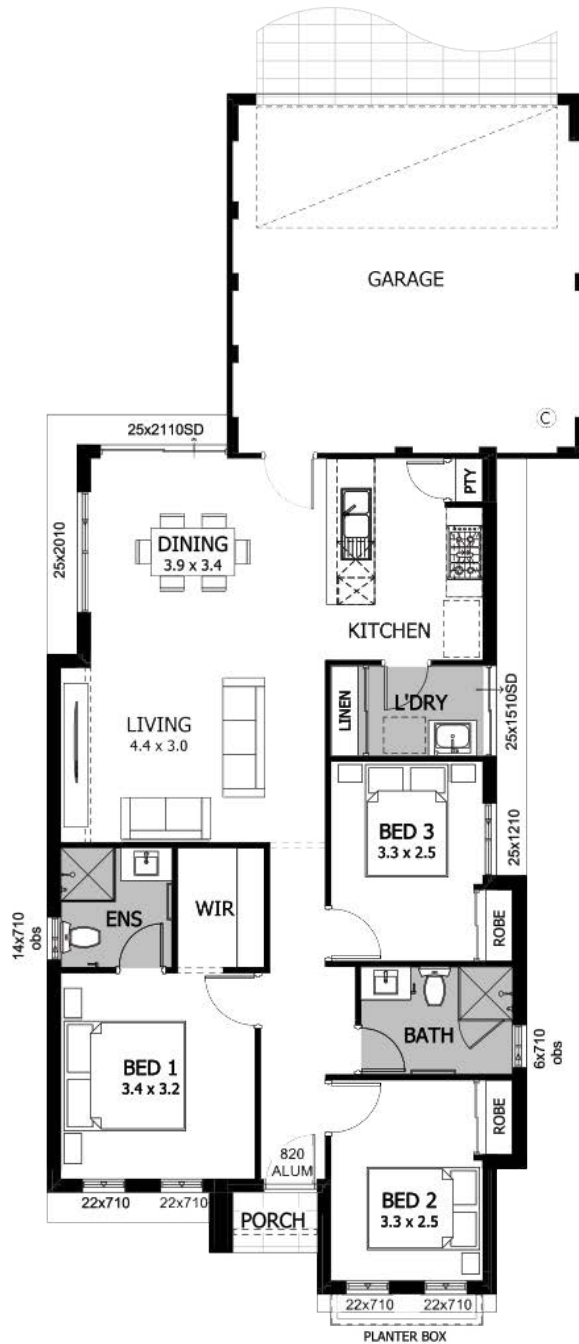 GARAGE
C
25x2110SD
PTY
25x2010
DINING
3.9 x 3.4
KITCHEN
LINEN
L'DRY
25x1510SD
LIVING
4.4 x 3.0
BED 3
3.3 x 2.5
25x1210
ENS
WIR
ROBE
14x710
obs
BATH
6x710
obs
BED 1
3.4 x 3.2
ROBE
820
ALUM
22x710
22x710
PORCH
BED 2
3.3 x 2.5
22x710
22x710
PLANTER BOX